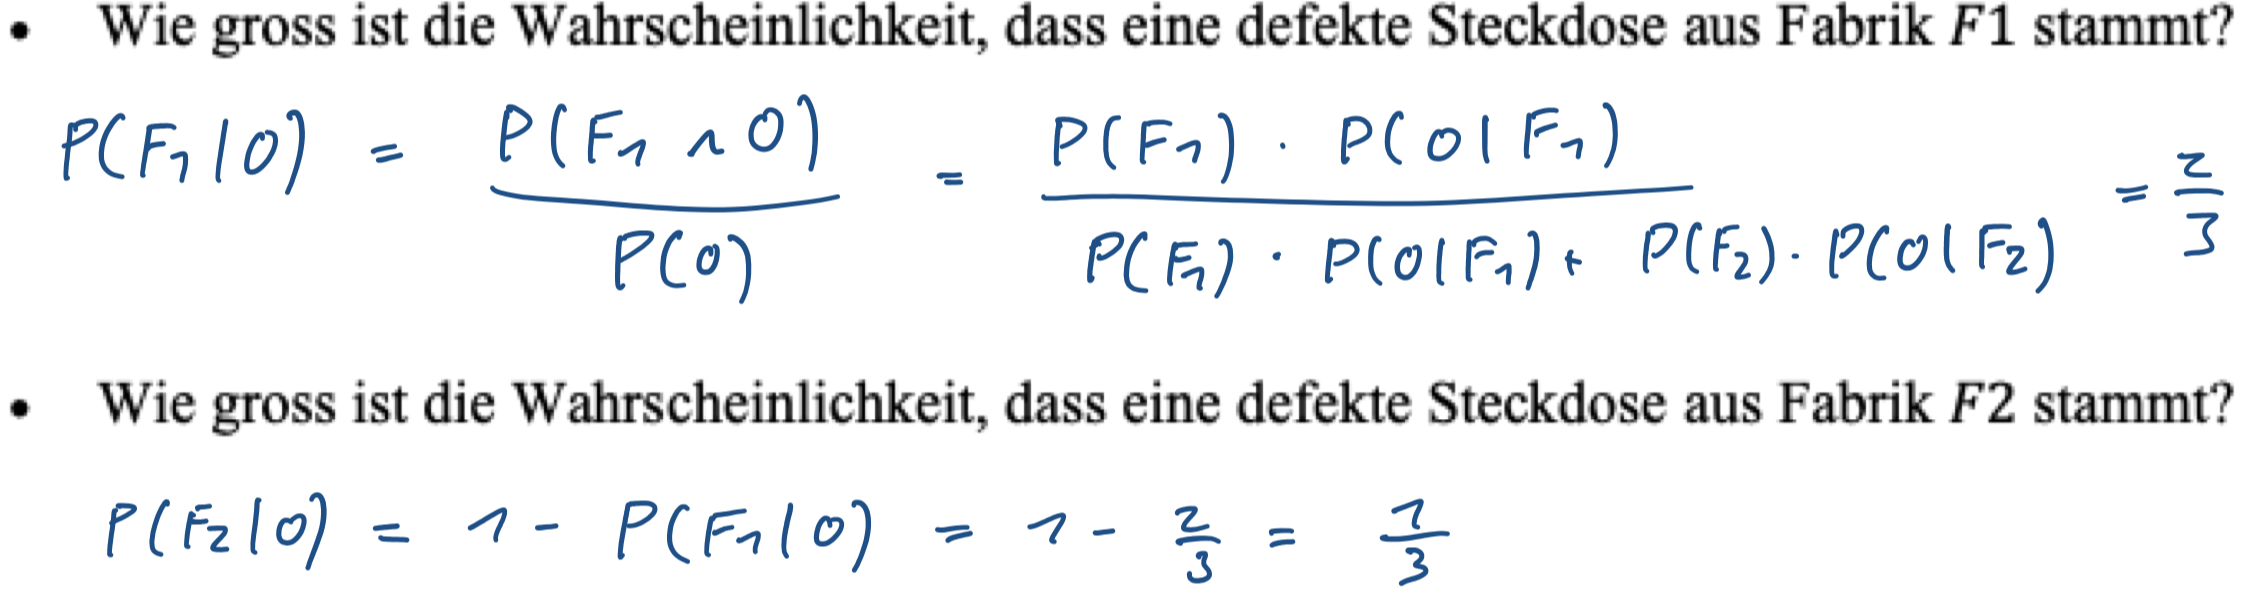 • Wie gross ist die Wahrscheinlichkeit, dass eine defekte Steckdose aus Fabrik F1 stammt?
P(F₁|0) = P(F₁ ∩ 0) / P(0) = P(F₁) · P(0|F₁) / P(F₁) · P(0|F₁) + P(F₂) · P(0|F₂) = 2/3
• Wie gross ist die Wahrscheinlichkeit, dass eine defekte Steckdose aus Fabrik F2 stammt?
P(F₂|0) = 1 - P(F₁|0) = 1 - 2/3 = 1/3